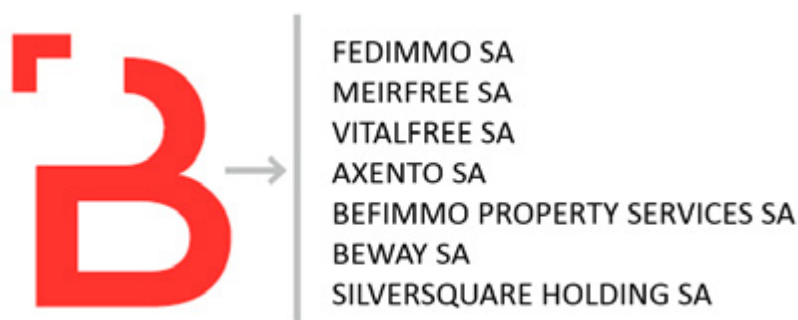 FEDIMMO SA
MEIRFREE SA
VITALFREE SA
AXENTO SA
BEFIMMO PROPERTY SERVICES SA
BEWAY SA
SILVERSQUARE HOLDING SA